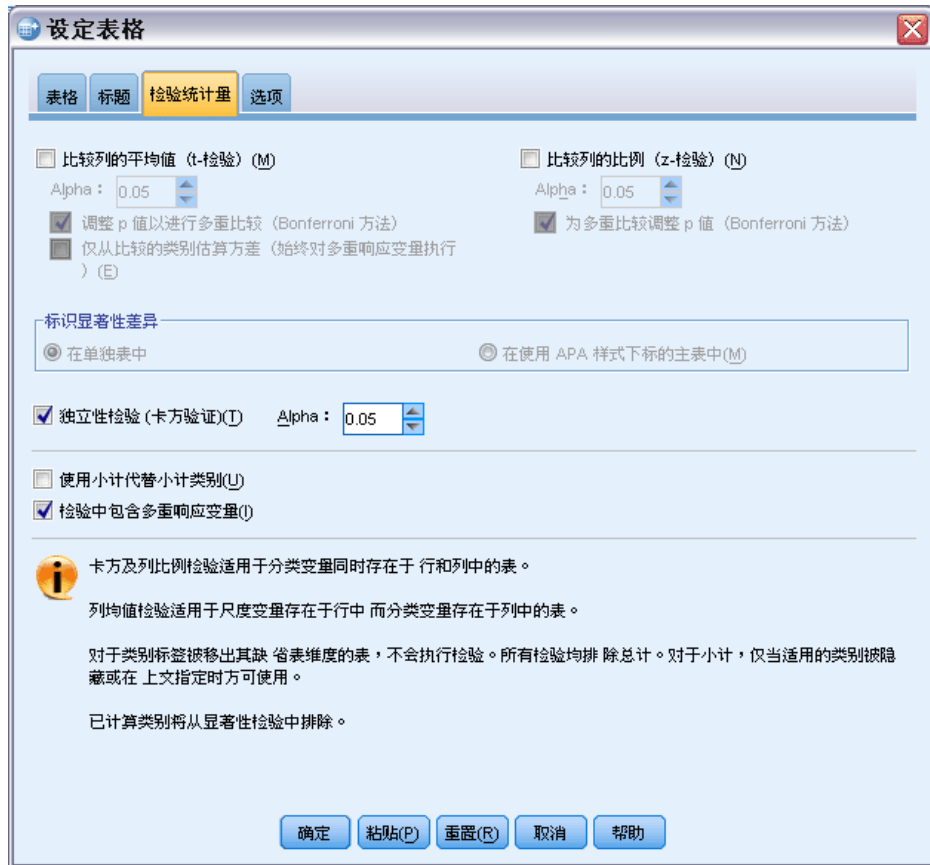 设定表格
表格 标题 检验统计量 选项
比较列的平均值（t-检验）(M)
Alpha： 0.05
调整 p 值以进行多重比较（Bonferroni 方法）
仅从比较的类别估算方差（始终对多重响应变量执行
）(E)
比较列的比例（z-检验）(N)
Alpha： 0.05
为多重比较调整 p 值（Bonferroni 方法）
标识显著性差异
在单独表中
在使用 APA 样式下标的主表中(M)
独立性检验 (卡方验证)(T) Alpha： 0.05
使用小计代替小计类别(U)
检验中包含多重响应变量(I)
卡方及列比例检验适用于分类变量同时存在于 行和列中的表。
列均值检验适用于尺度变量存在于行中 而分类变量存在于列中的表。
对于类别标签被移出其缺 省表维度的表，不会执行检验。所有检验均排 除总计。对于小计，仅当适用的类别被隐
藏或在 上文指定时方可使用。
已计算类别将从显著性检验中排除。
确定 粘贴(P) 重置(R) 取消 帮助